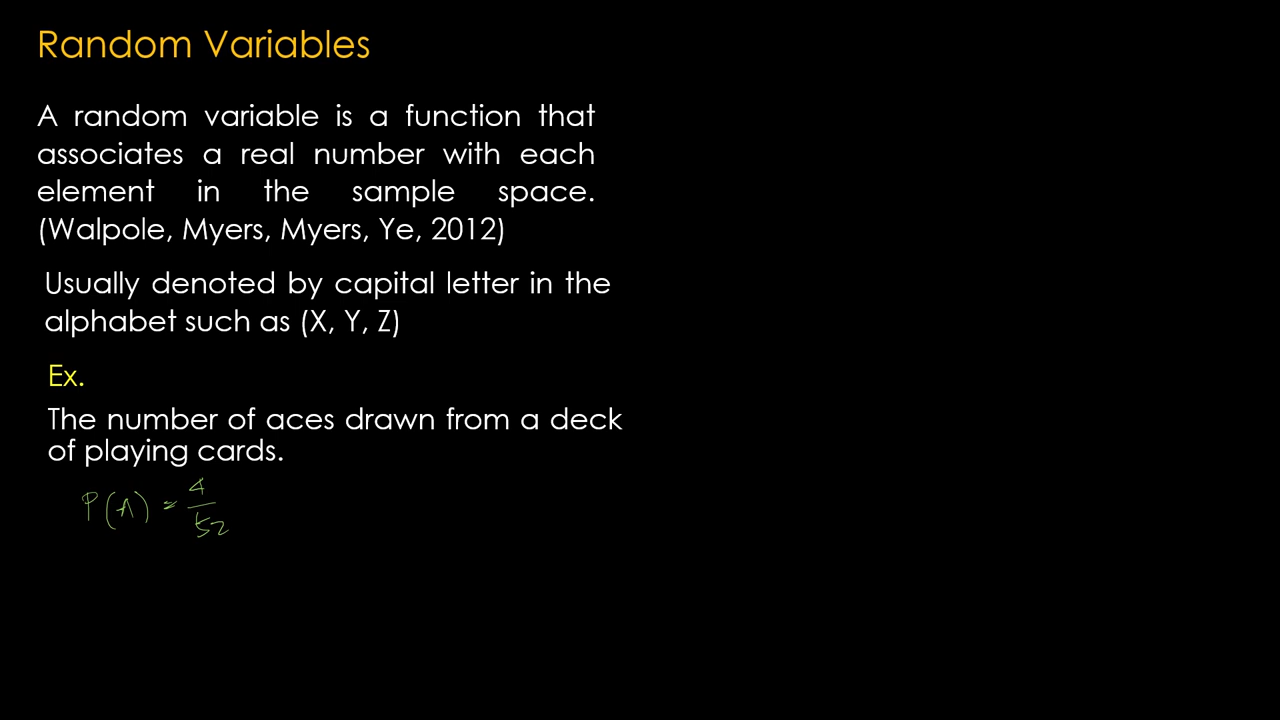 Random Variables
A random variable is a function that
associates a real number with each
element in the sample space.
(Walpole, Myers, Myers, Ye, 2012)
Usually denoted by capital letter in the
alphabet such as (X, Y, Z)
Ex.
The number of aces drawn from a deck
of playing cards.
P(A) = 4/52